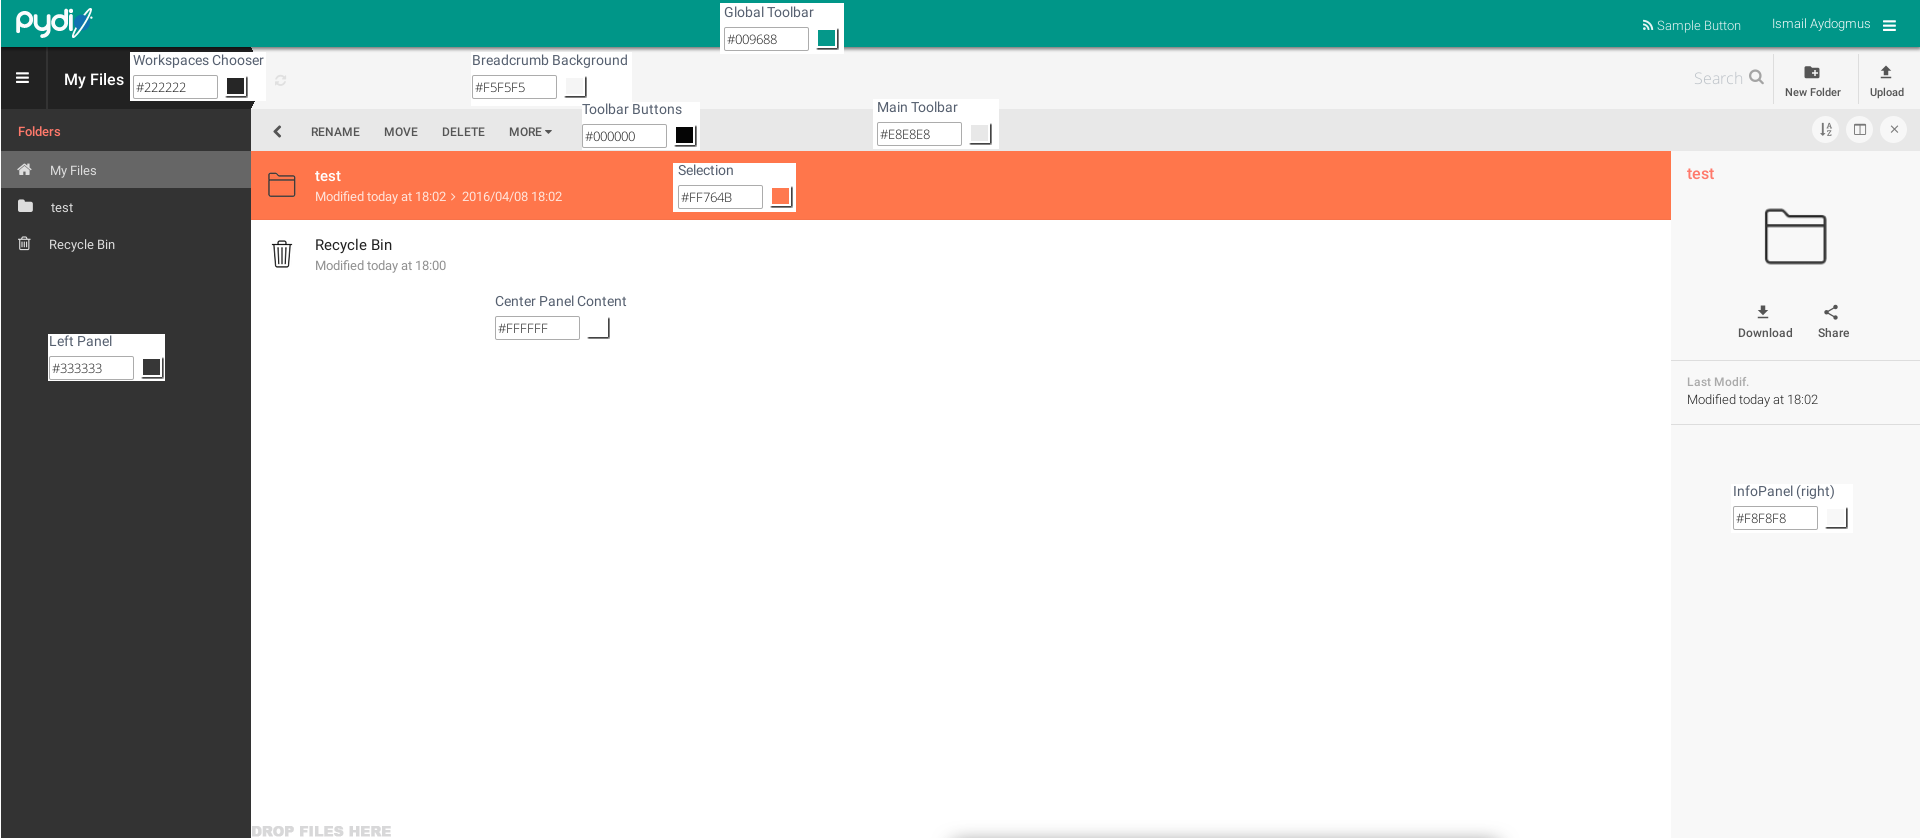 pydi
Global Toolbar
#009688
Sample Button
Ismail Aydogmus
My Files
Workspaces Chooser
#222222
Breadcrumb Background
#F5F5F5
Search
New Folder
Upload
Folders
RENAME MOVE DELETE MORE
Toolbar Buttons
#000000
Main Toolbar
#E8E8E8
My Files
test
Recycle Bin
Left Panel
#333333
test
Modified today at 18:02 > 2016/04/08 18:02
Selection
#FF764B
Recycle Bin
Modified today at 18:00
Center Panel Content
#FFFFFF
DROP FILES HERE
test
Download Share
Last Modif.
Modified today at 18:02
InfoPanel (right)
#F8F8F8